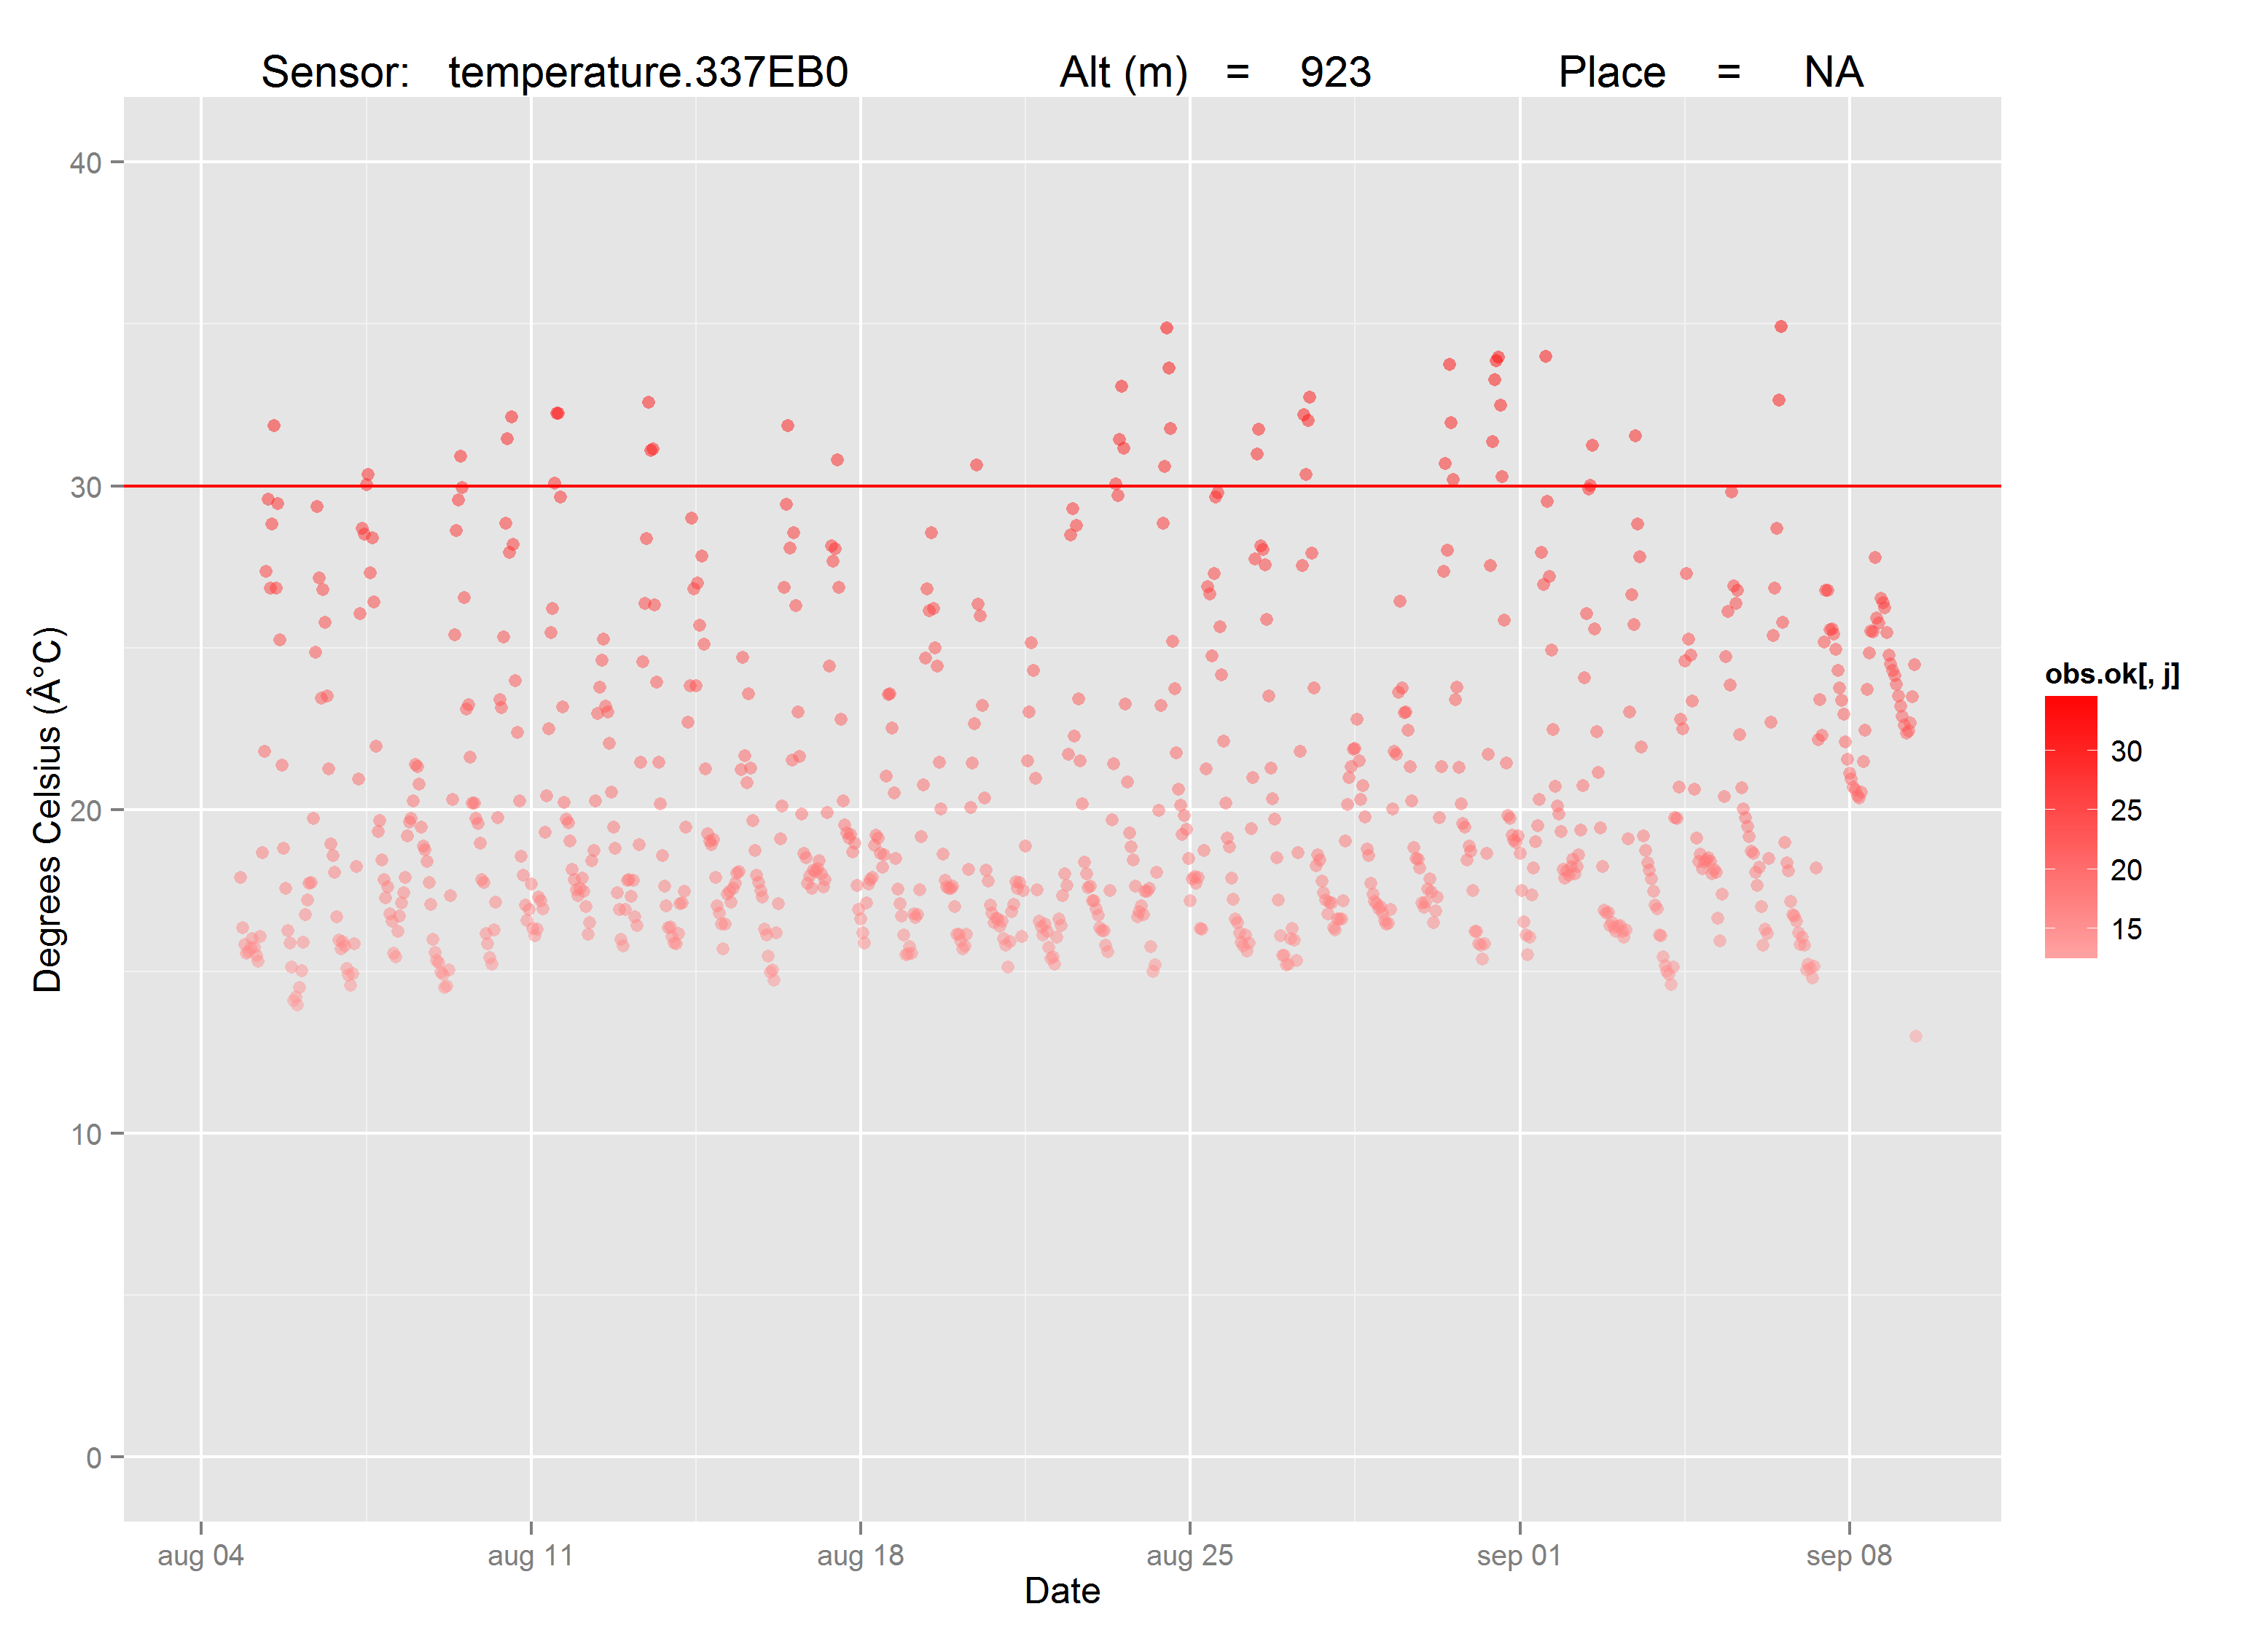 Sensor: temperature.337EB0 Alt (m) = 923 Place = NA
40
30
20
10
0
Degrees Celsius (Â°C)
aug 04 aug 11 aug 18 aug 25 sep 01 sep 08
Date
obs.ok[, j]
30
25
20
15